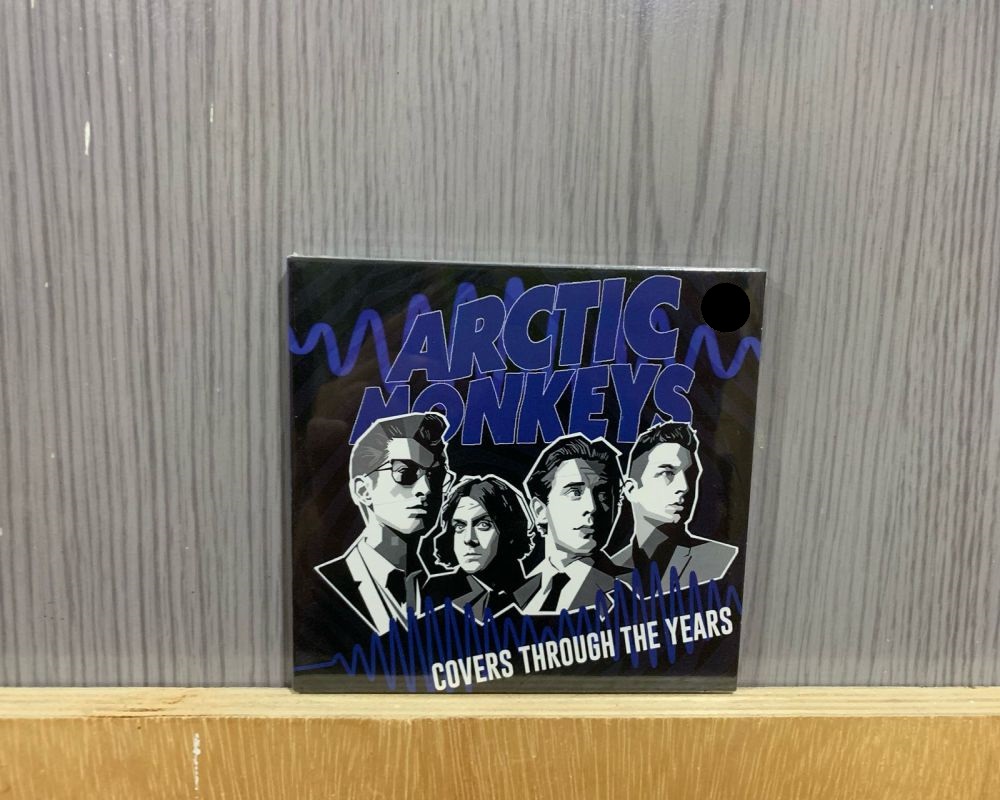 ARCTIC
MONKEYS
COVERS THROUGH THE YEARS